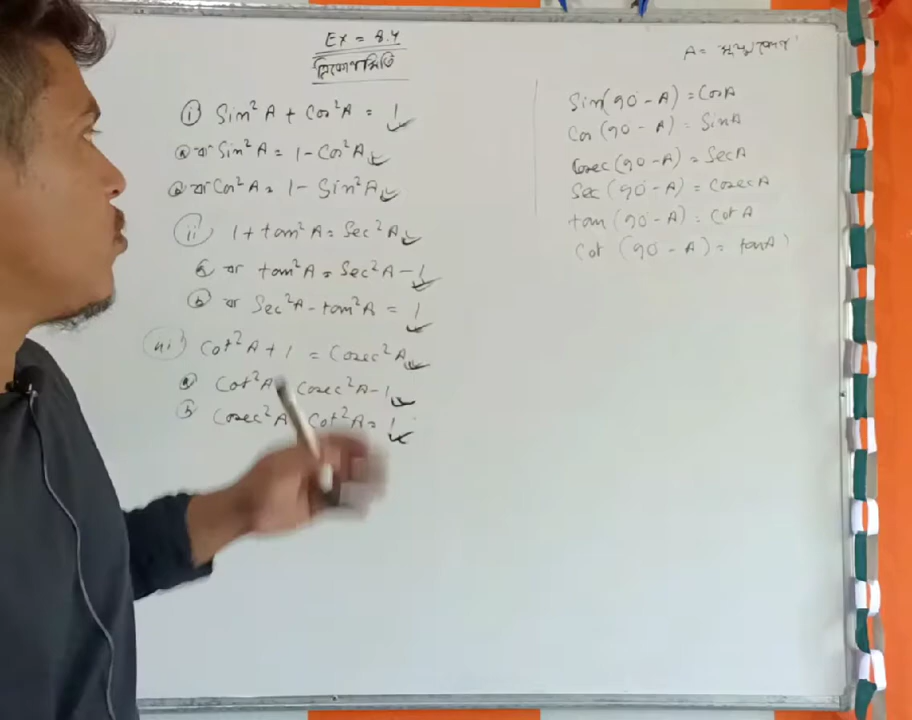 Ex = 8.4
ত্রিকোণমিতি
(i) Sin²A + Cos²A = 1
(a) বা Sin²A = 1 - Cos²A
(b) বা Cos²A = 1 - Sin²A
(ii) 1 + tan²A = Sec²A
(a) বা tan²A = Sec²A - 1
(b) বা Sec²A - tan²A = 1
(iii) Cot²A + 1 = Cosec²A
(a) Cot²A Cosec²A - 1
(b) Cosec²A Cot²A = 1
A = সূক্ষ্মকোণ
Sin(90° - A) = CosA
Cos(90° - A) = SinA
Cosec(90° - A) = SecA
Sec(90° - A) = CosecA
tan(90° - A) = CotA
Cot(90° - A) = tanA